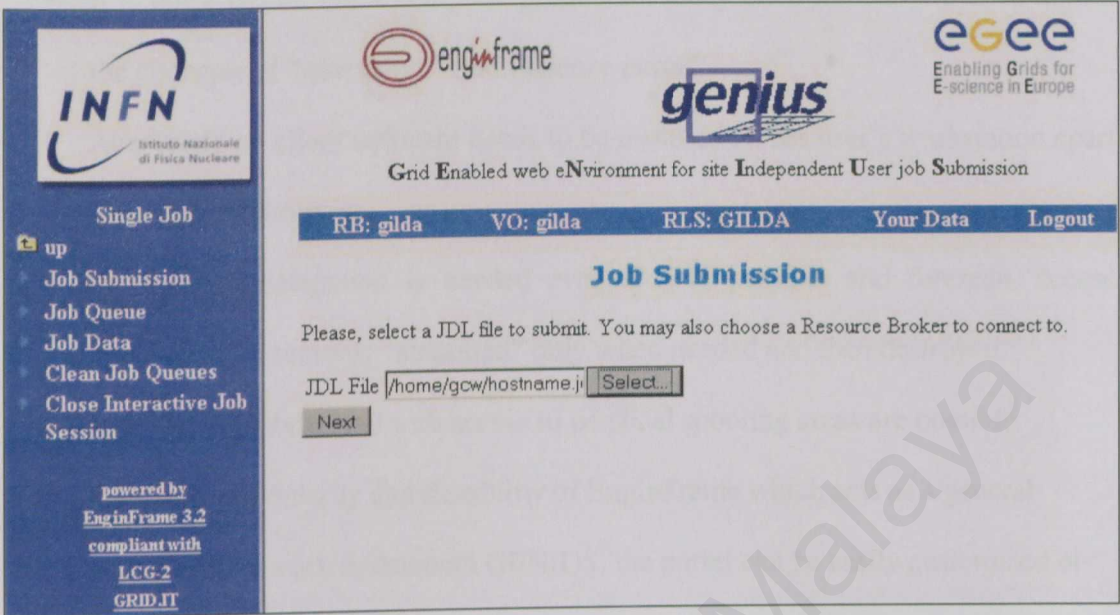 INFN
Istituto Nazionale
di Fisica Nucleare
Single Job
up
Job Submission
Job Queue
Job Data
Clean Job Queues
Close Interactive Job
Session
powered by
EnginFrame 3.2
compliant with
LCG-2
GRID.IT
enginframe
genius
egee
Enabling Grids for
E-science in Europe
Grid Enabled web eNvironment for site Independent User job Submission
RB: gilda VO: gilda RLS: GILDA Your Data Logout
Job Submission
Please, select a JDL file to submit. You may also choose a Resource Broker to connect to.
JDL File /home/gcw/hostname.j Select...
Next
Malaya